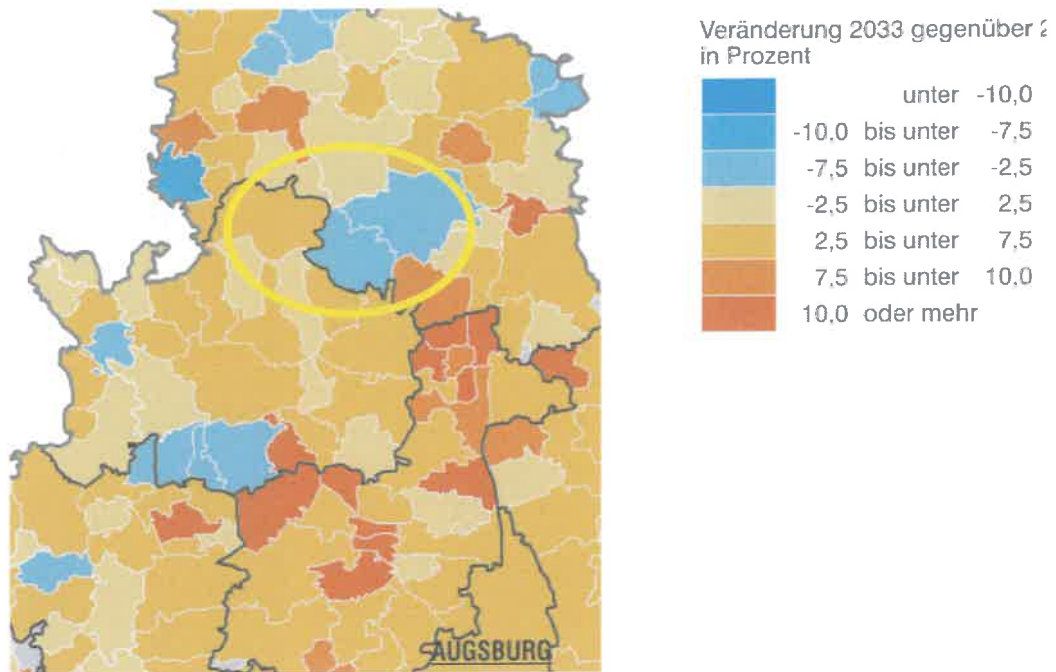 Veränderung 2033 gegenüber
in Prozent
unter -10,0
-10,0 bis unter -7,5
-7,5 bis unter -2,5
-2,5 bis unter 2,5
2,5 bis unter 7,5
7,5 bis unter 10,0
10,0 oder mehr
AUGSBURG